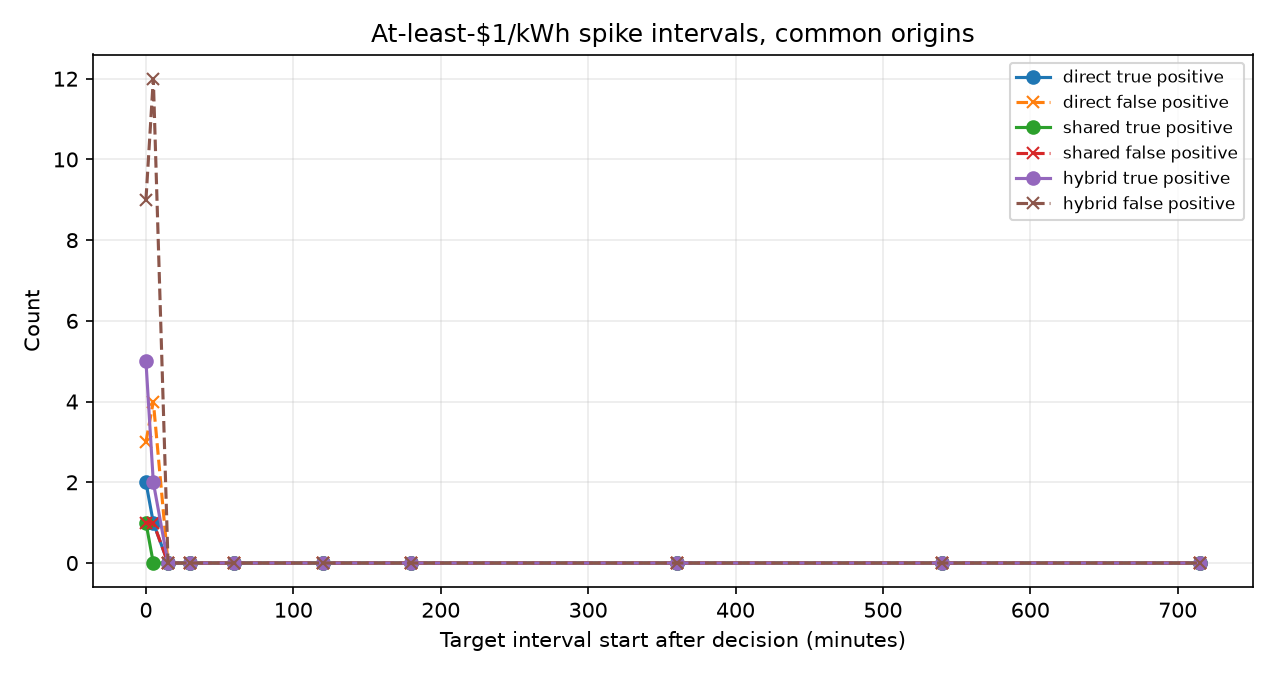 At-least-$1/kWh spike intervals, common origins
direct true positive
direct false positive
shared true positive
shared false positive
hybrid true positive
hybrid false positive
Count
12
10
8
6
4
2
0
0 100 200 300 400 500 600 700
Target interval start after decision (minutes)